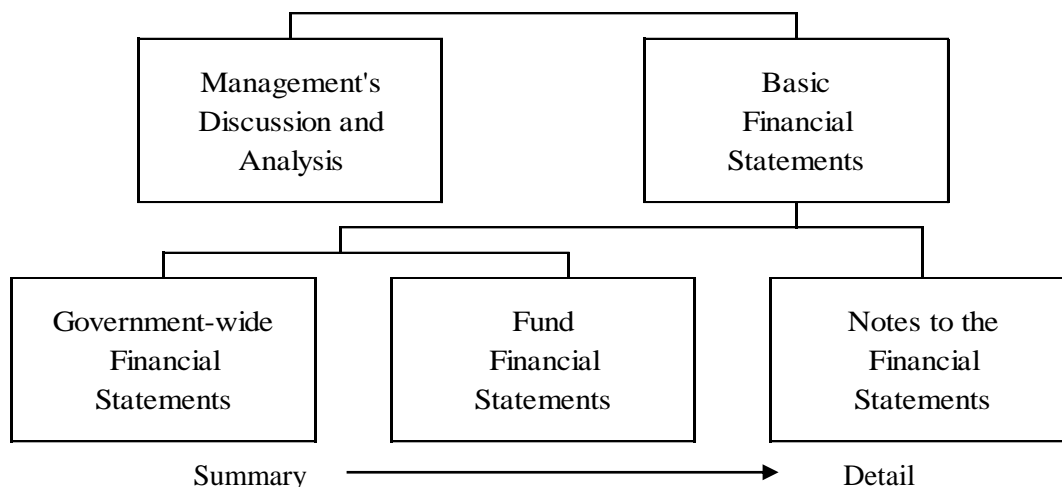 Management's
Discussion and
Analysis
Basic
Financial
Statements
Government-wide
Financial
Statements
Fund
Financial
Statements
Notes to the
Financial
Statements
Summary
Detail